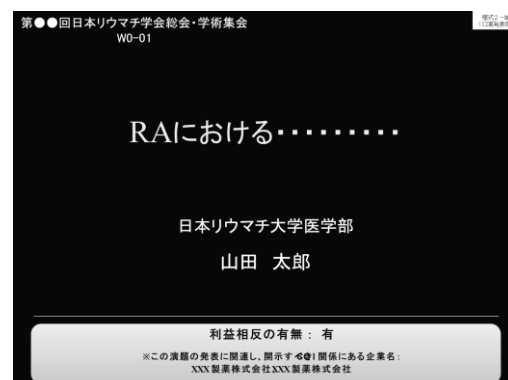 第●●回日本リウマチ学会総会・学術集会
WO-01
RAにおける・・・・・・・・・
日本リウマチ大学医学部
山田 太郎
利益相反の有無： 有
※この演題の発表に関連し、開示す COI関係にある企業名：
XXX製薬株式会社XXX製薬株式会社